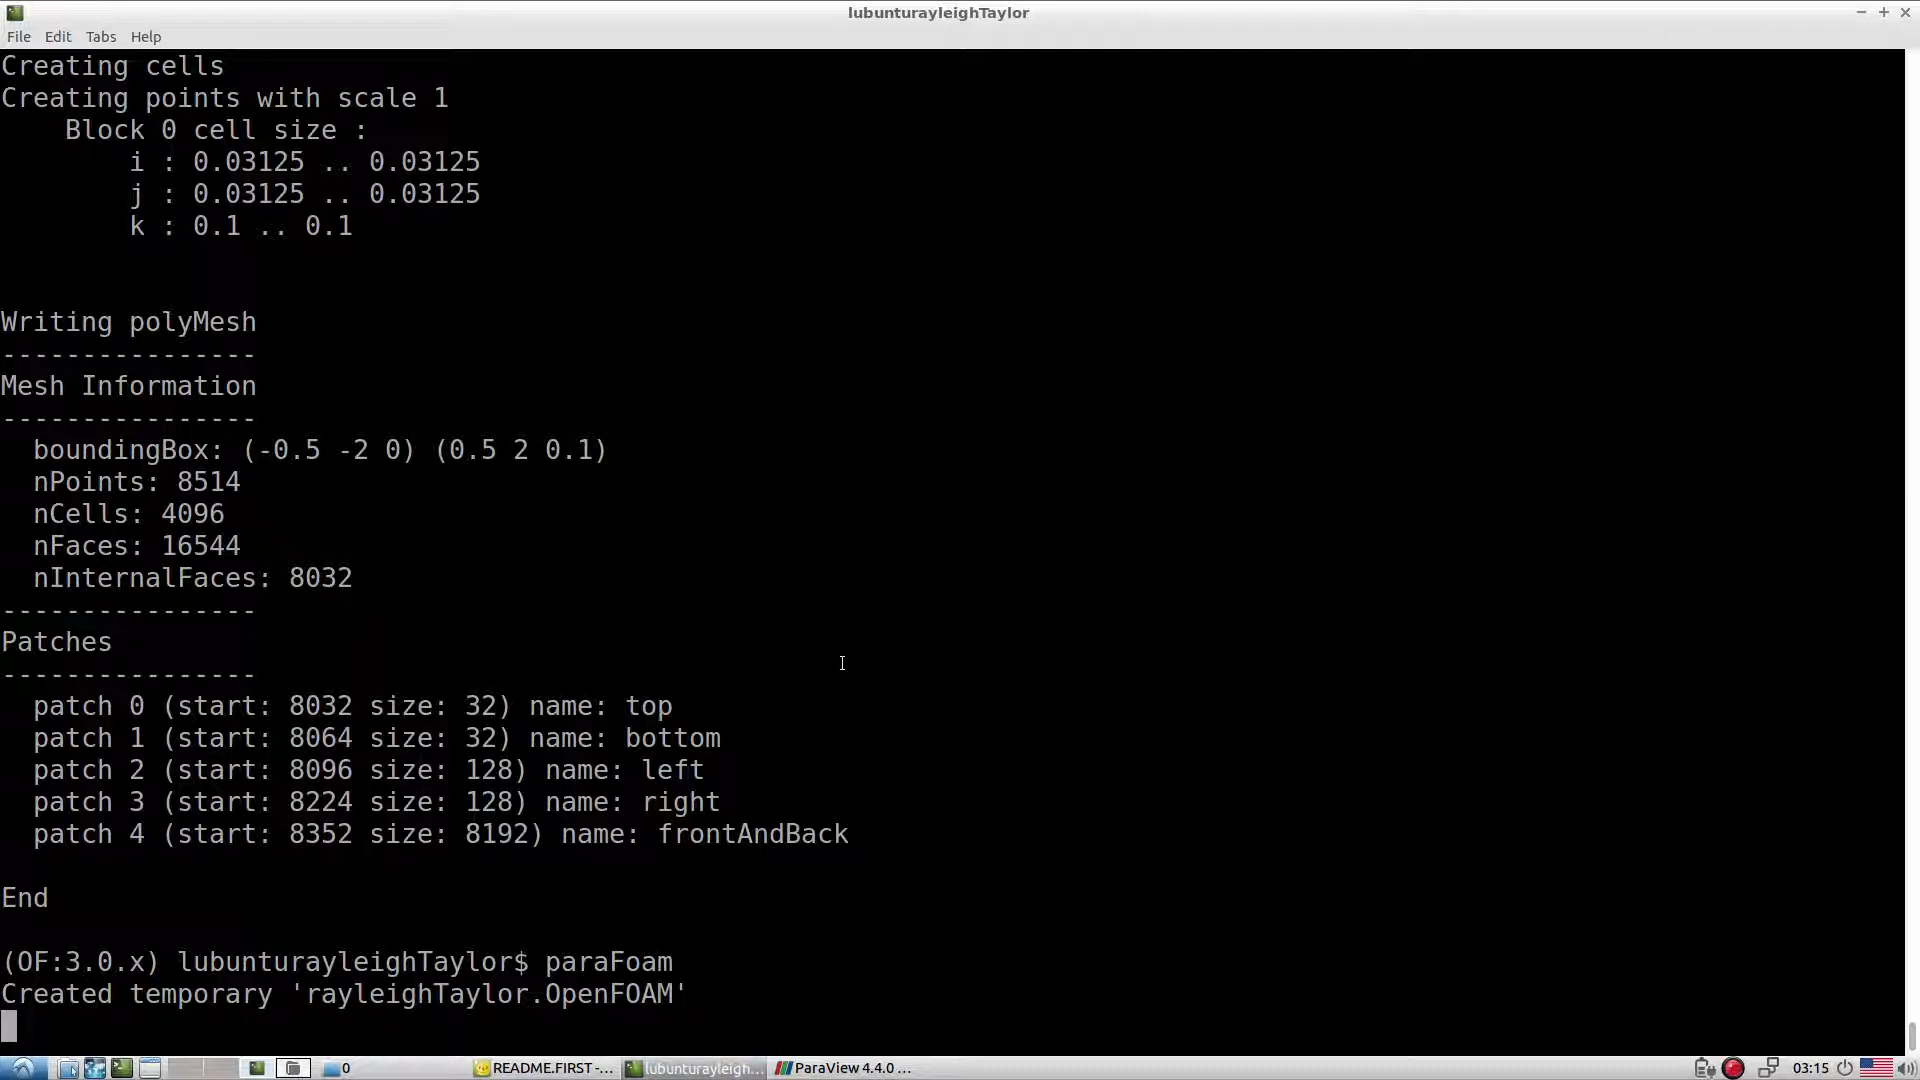 lubunturayleighTaylor
File Edit Tabs Help
Creating cells
Creating points with scale 1
Block 0 cell size :
i : 0.03125 .. 0.03125
j : 0.03125 .. 0.03125
k : 0.1 .. 0.1
Writing polyMesh
----------------
Mesh Information
----------------
boundingBox: (-0.5 -2 0) (0.5 2 0.1)
nPoints: 8514
nCells: 4096
nFaces: 16544
nInternalFaces: 8032
----------------
Patches
----------------
patch 0 (start: 8032 size: 32) name: top
patch 1 (start: 8064 size: 32) name: bottom
patch 2 (start: 8096 size: 128) name: left
patch 3 (start: 8224 size: 128) name: right
patch 4 (start: 8352 size: 8192) name: frontAndBack
End
(OF:3.0.x) lubunturayleighTaylor$ paraFoam
Created temporary 'rayleighTaylor.OpenFOAM'
0 README.FIRST -... lubunturayleigh... ParaView 4.4.0 ... 03:15